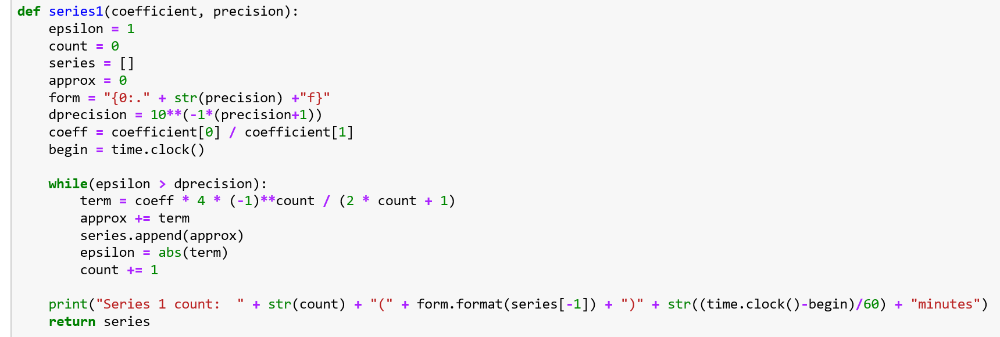 def series1(coefficient, precision):
    epsilon = 1
    count = 0
    series = []
    approx = 0
    form = "{0:." + str(precision) +"f}"
    dprecision = 10**(-1*(precision+1))
    coeff = coefficient[0] / coefficient[1]
    begin = time.clock()

    while(epsilon > dprecision):
        term = coeff * 4 * (-1)**count / (2 * count + 1)
        approx += term
        series.append(approx)
        epsilon = abs(term)
        count += 1

    print("Series 1 count:  " + str(count) + "(" + form.format(series[-1]) + ")" + str((time.clock()-begin)/60) + "minutes")
    return series